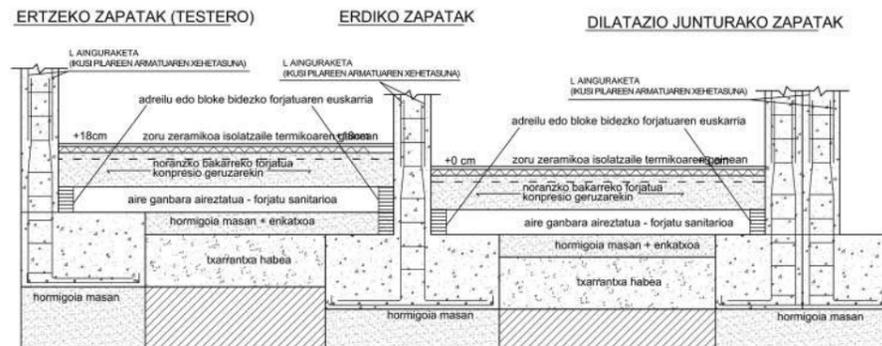 ERTZEKO ZAPATAK (TESTERO)
ERDIKO ZAPATAK
DILATAZIO JUNTURAKO ZAPATAK
L AINGURAKETA
(IKUSI PILAREEN ARMATUAREN XEHETASUNA)
L AINGURAKETA
(IKUSI PILAREEN ARMATUAREN XEHETASUNA)
L AINGURAKETA
(IKUSI PILAREEN ARMATUAREN XEHETASUNA)
adreilu edo bloke bidezko forjatuaren euskarria
adreilu edo bloke bidezko forjatuaren euskarria
+18cm
zoru zeramikoa isolatzaile termikoaren gainean
+18cm
+0 cm
zoru zeramikoa isolatzaile termikoaren gainean
cm
noranzko bakarreko forjatua
konpresio geruzarekin
noranzko bakarreko forjatua
konpresio geruzarekin
aire ganbara aireztatua - forjatu sanitarioa
aire ganbara aireztatua - forjatu sanitarioa
hormigoia masan + enkatxoa
hormigoia masan + enkatxoa
txarrantxa habea
txarrantxa habea
hormigoia masan
hormigoia masan
hormigoia masan